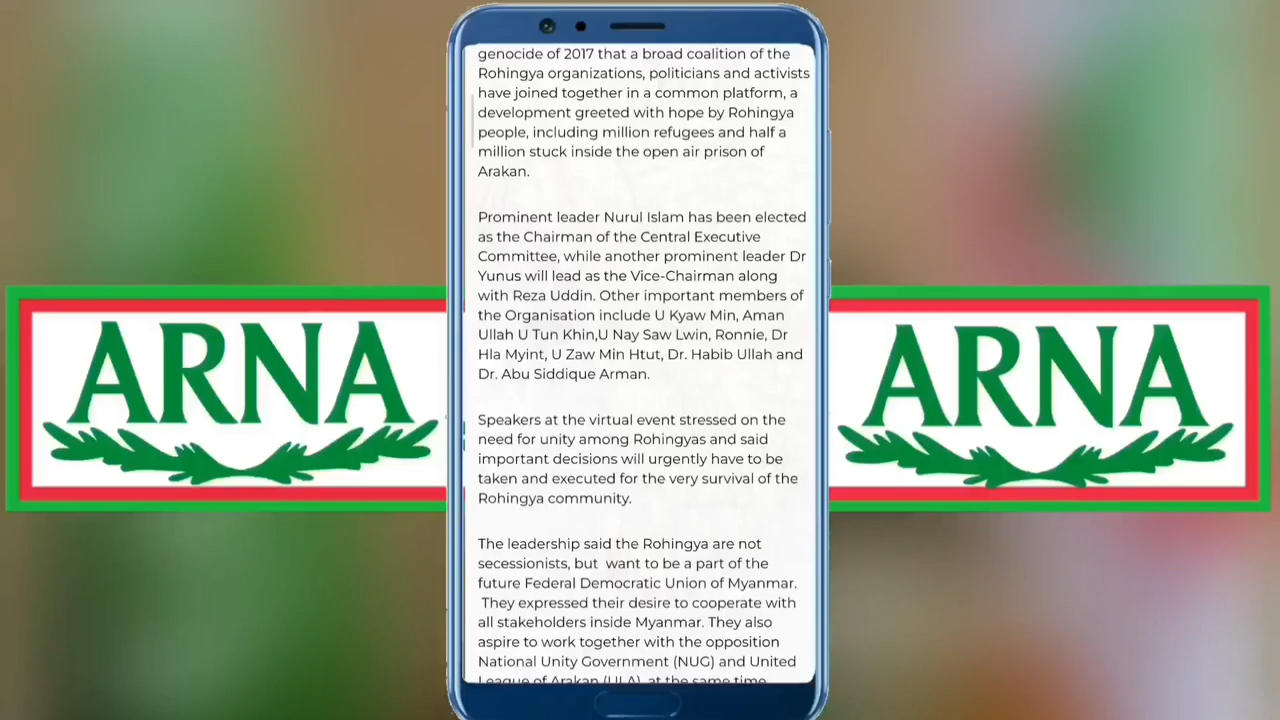 genocide of 2017 that a broad coalition of the
Rohingya organizations, politicians and activists
have joined together in a common platform, a
development greeted with hope by Rohingya
people, including million refugees and half a
million stuck inside the open air prison of
Arakan.
Prominent leader Nurul Islam has been elected
as the Chairman of the Central Executive
Committee, while another prominent leader Dr
Yunus will lead as the Vice-Chairman along
with Reza Uddin. Other important members of
the Organisation include U Kyaw Min, Aman
Ullah U Tun Khin,U Nay Saw Lwin, Ronnie, Dr
Hla Myint, U Zaw Min Htut, Dr. Habib Ullah and
Dr. Abu Siddique Arman.
Speakers at the virtual event stressed on the
need for unity among Rohingyas and said
important decisions will urgently have to be
taken and executed for the very survival of the
Rohingya community.
The leadership said the Rohingya are not
secessionists, but  want to be a part of the
future Federal Democratic Union of Myanmar.
They expressed their desire to cooperate with
all stakeholders inside Myanmar. They also
aspire to work together with the opposition
National Unity Government (NUG) and United
League of Arakan (ULA), at the same time
ARNA
ARNA